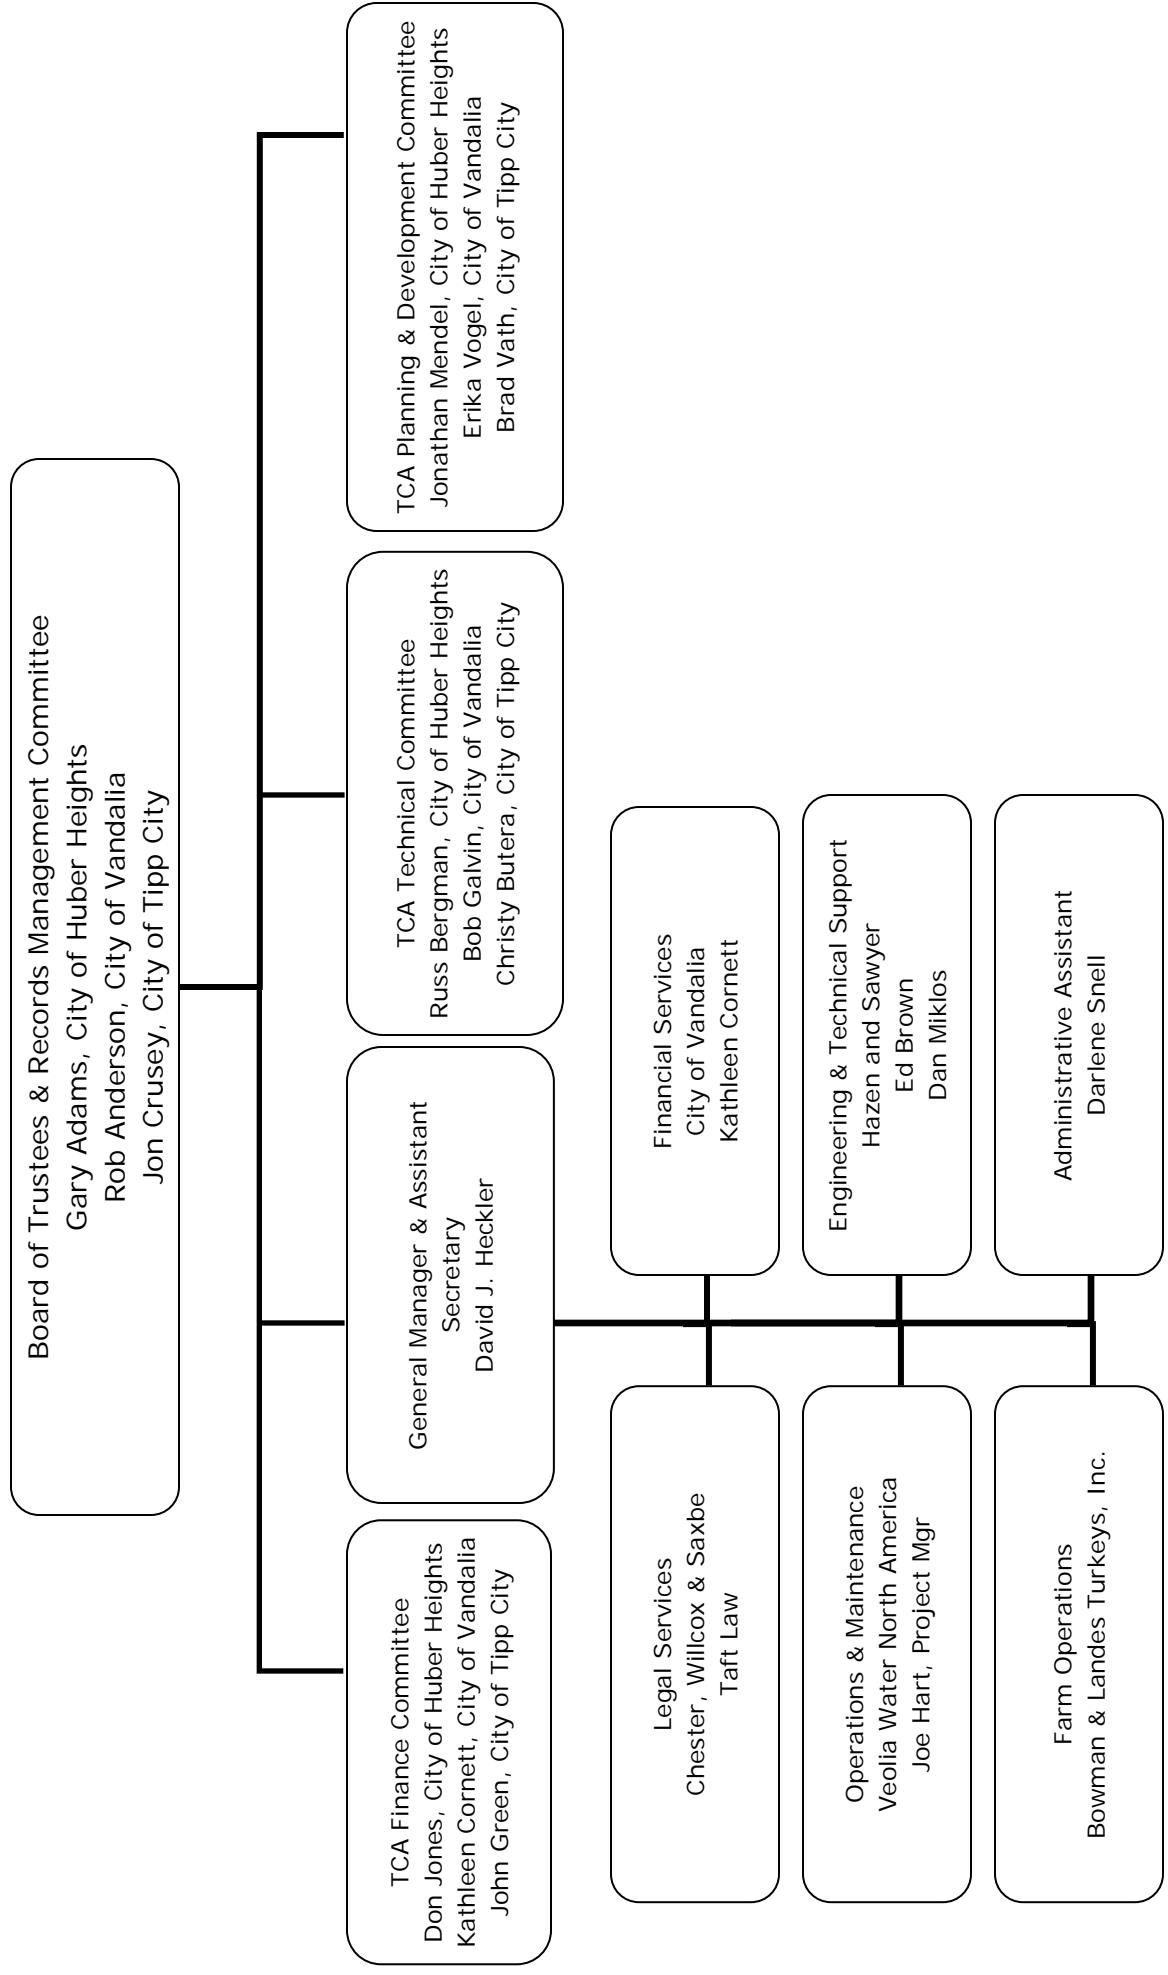 Board of Trustees & Records Management Committee
Gary Adams, City of Huber Heights
Rob Anderson, City of Vandalia
Jon Crusey, City of Tipp City
TCA Finance Committee
Don Jones, City of Huber Heights
Kathleen Cornett, City of Vandalia
John Green, City of Tipp City
General Manager & Assistant
Secretary
David J. Heckler
TCA Technical Committee
Russ Bergman, City of Huber Heights
Bob Galvin, City of Vandalia
Christy Butera, City of Tipp City
TCA Planning & Development Committee
Jonathan Mendel, City of Huber Heights
Erika Vogel, City of Vandalia
Brad Vath, City of Tipp City
Legal Services
Chester, Willcox & Saxbe
Taft Law
Financial Services
City of Vandalia
Kathleen Cornett
Operations & Maintenance
Veolia Water North America
Joe Hart, Project Mgr
Engineering & Technical Support
Hazen and Sawyer
Ed Brown
Dan Miklos
Farm Operations
Bowman & Landes Turkeys, Inc.
Administrative Assistant
Darlene Snell